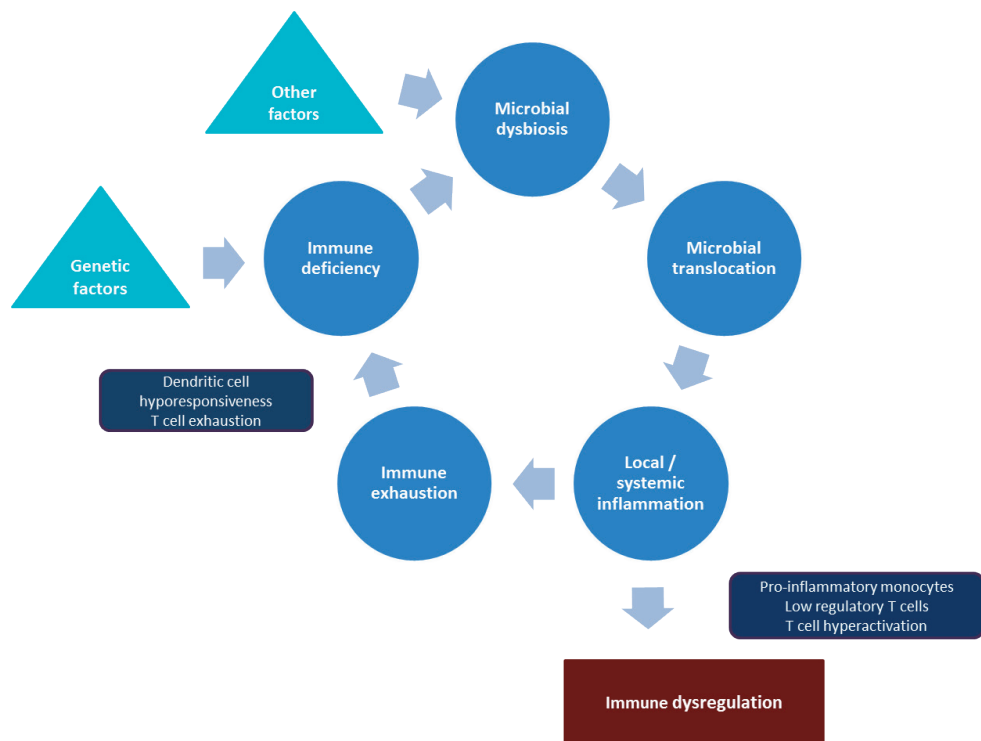 Other
factors
Microbial
dysbiosis
Genetic
factors
Immune
deficiency
Microbial
translocation
Dendritic cell
hyporesponsiveness
T cell exhaustion
Immune
exhaustion
Local /
systemic
inflammation
Pro-inflammatory monocytes
Low regulatory T cells
T cell hyperactivation
Immune dysregulation